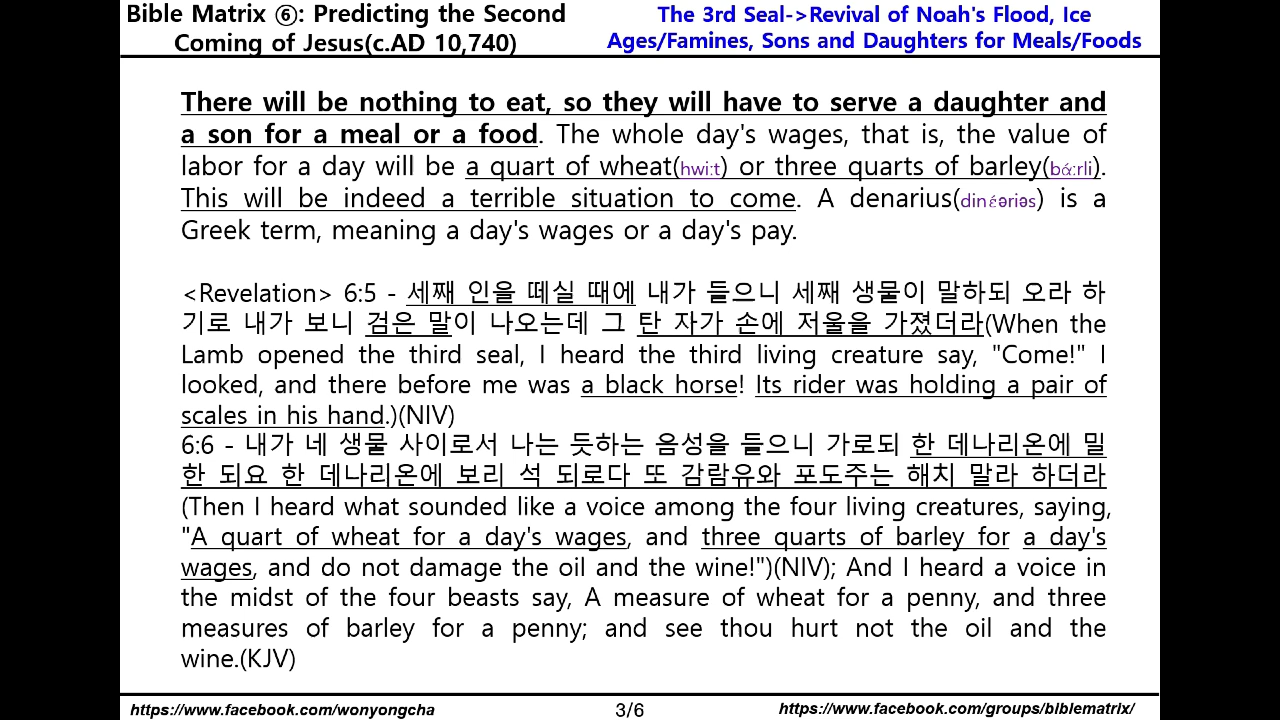 Bible Matrix ⑥: Predicting the Second
Coming of Jesus(c.AD 10,740)
The 3rd Seal->Revival of Noah's Flood, Ice
Ages/Famines, Sons and Daughters for Meals/Foods
There will be nothing to eat, so they will have to serve a daughter and
a son for a meal or a food. The whole day's wages, that is, the value of
labor for a day will be a quart of wheat(hwi:t) or three quarts of barley(bɑ́:rli).
This will be indeed a terrible situation to come. A denarius(dinɛ́əriəs) is a
Greek term, meaning a day's wages or a day's pay.
<Revelation> 6:5 - 세째 인을 떼실 때에 내가 들으니 세째 생물이 말하되 오라 하
기로 내가 보니 검은 말이 나오는데 그 탄 자가 손에 저울을 가졌더라(When the
Lamb opened the third seal, I heard the third living creature say, "Come!" I
looked, and there before me was a black horse! Its rider was holding a pair of
scales in his hand.)(NIV)
6:6 - 내가 네 생물 사이로서 나는 듯하는 음성을 들으니 가로되 한 데나리온에 밀
한 되요 한 데나리온에 보리 석 되로다 또 감람유와 포도주는 해치 말라 하더라
(Then I heard what sounded like a voice among the four living creatures, saying,
"A quart of wheat for a day's wages, and three quarts of barley for a day's
wages, and do not damage the oil and the wine!")(NIV); And I heard a voice in
the midst of the four beasts say, A measure of wheat for a penny, and three
measures of barley for a penny; and see thou hurt not the oil and the
wine.(KJV)
https://www.facebook.com/wonyongcha
3/6
https://www.facebook.com/groups/biblematrix/